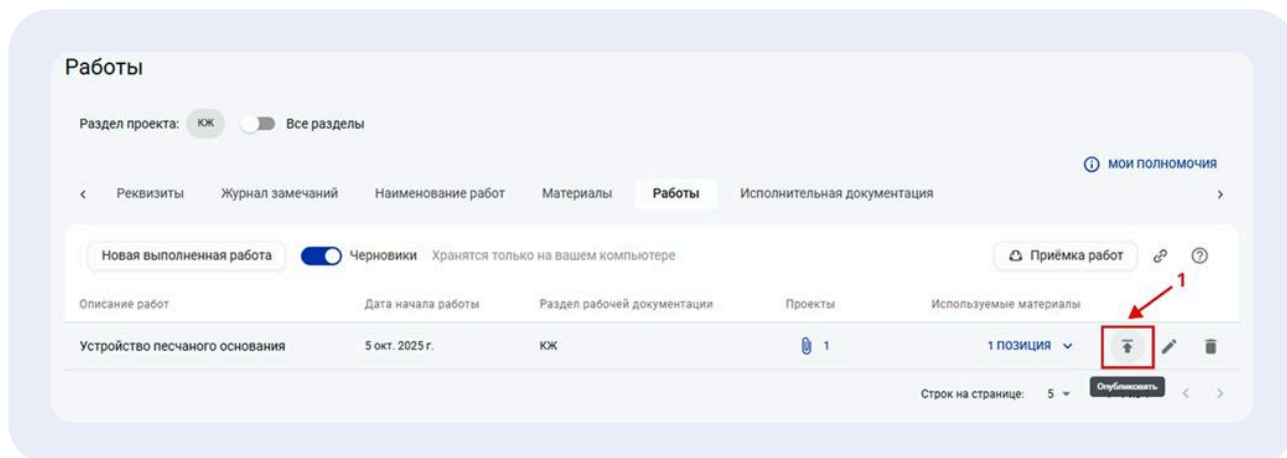 Работы
Раздел проекта: КЖ Все разделы
МОИ ПОЛНОМОЧИЯ
Реквизиты Журнал замечаний Наименование работ Материалы Работы Исполнительная документация
Новая выполненная работа Черновики Хранятся только на вашем компьютере Приёмка работ
1
Описание работ Дата начала работы Раздел рабочей документации Проекты Используемые материалы
Устройство песчаного основания 5 окт. 2025 г. КЖ 1 1 ПОЗИЦИЯ
Опубликовать
Строк на странице: 5